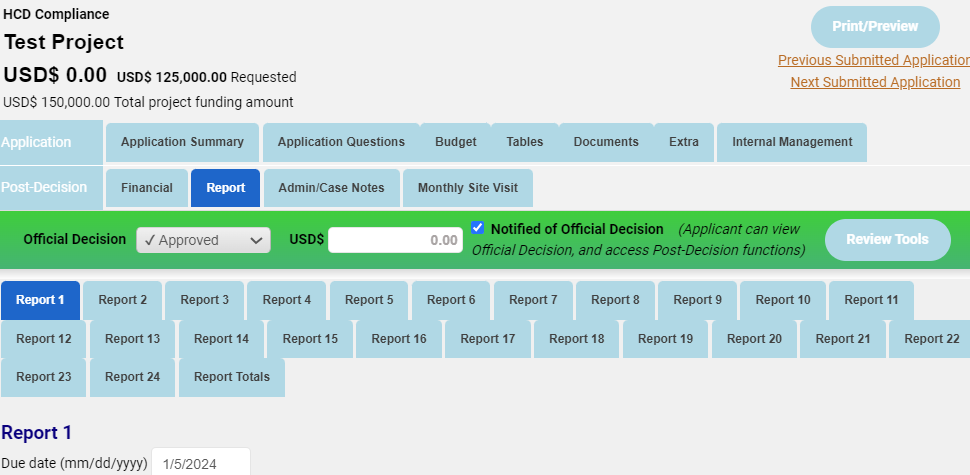 HCD Compliance
Print/Preview
Test Project
USD$ 0.00 USD$ 125,000.00 Requested
Previous Submitted Application
Next Submitted Application
USD$ 150,000.00 Total project funding amount
Application Application Summary Application Questions Budget Tables Documents Extra Internal Management
Post-Decision Financial Report Admin/Case Notes Monthly Site Visit
Official Decision ✓ Approved USD$ 0.00 Notified of Official Decision (Applicant can view
Official Decision, and access Post-Decision functions)
Review Tools
Report 1 Report 2 Report 3 Report 4 Report 5 Report 6 Report 7 Report 8 Report 9 Report 10 Report 11
Report 12 Report 13 Report 14 Report 15 Report 16 Report 17 Report 18 Report 19 Report 20 Report 21 Report 22
Report 23 Report 24 Report Totals
Report 1
Due date (mm/dd/yyyy) 1/5/2024